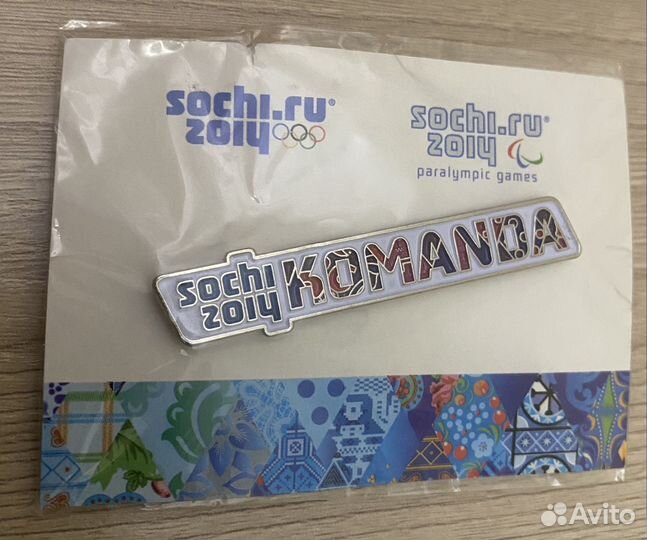 sochi.ru®
2014
sochi.ru®
2014
paralympic games
sochi
2014
KOMANDA
Avito